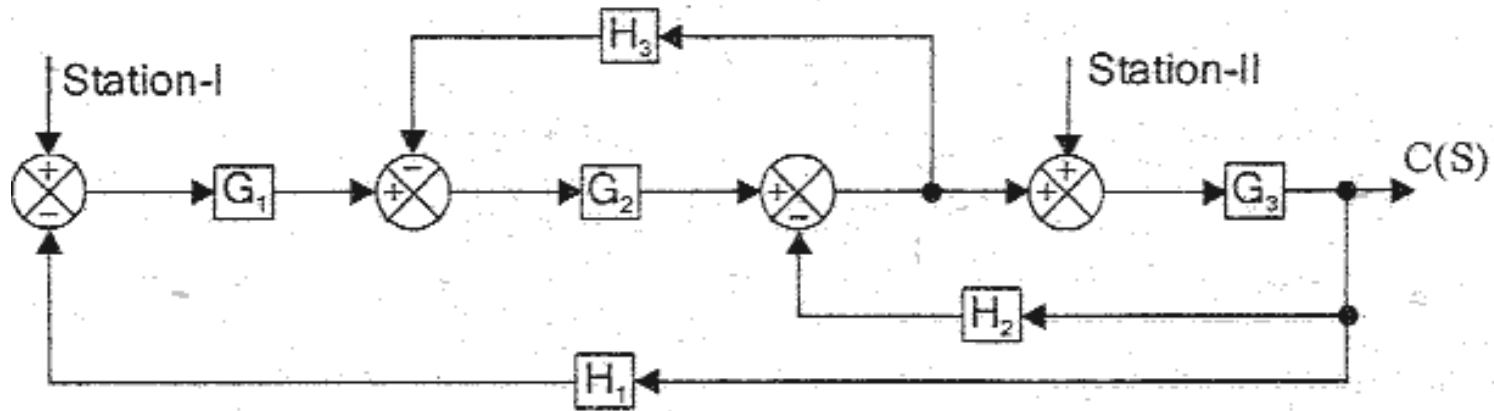 H₃
Station-I
Station-II
+
−
G₁
−
+
G₂
+
−
+
+
G₃
C(S)
H₂
H₁